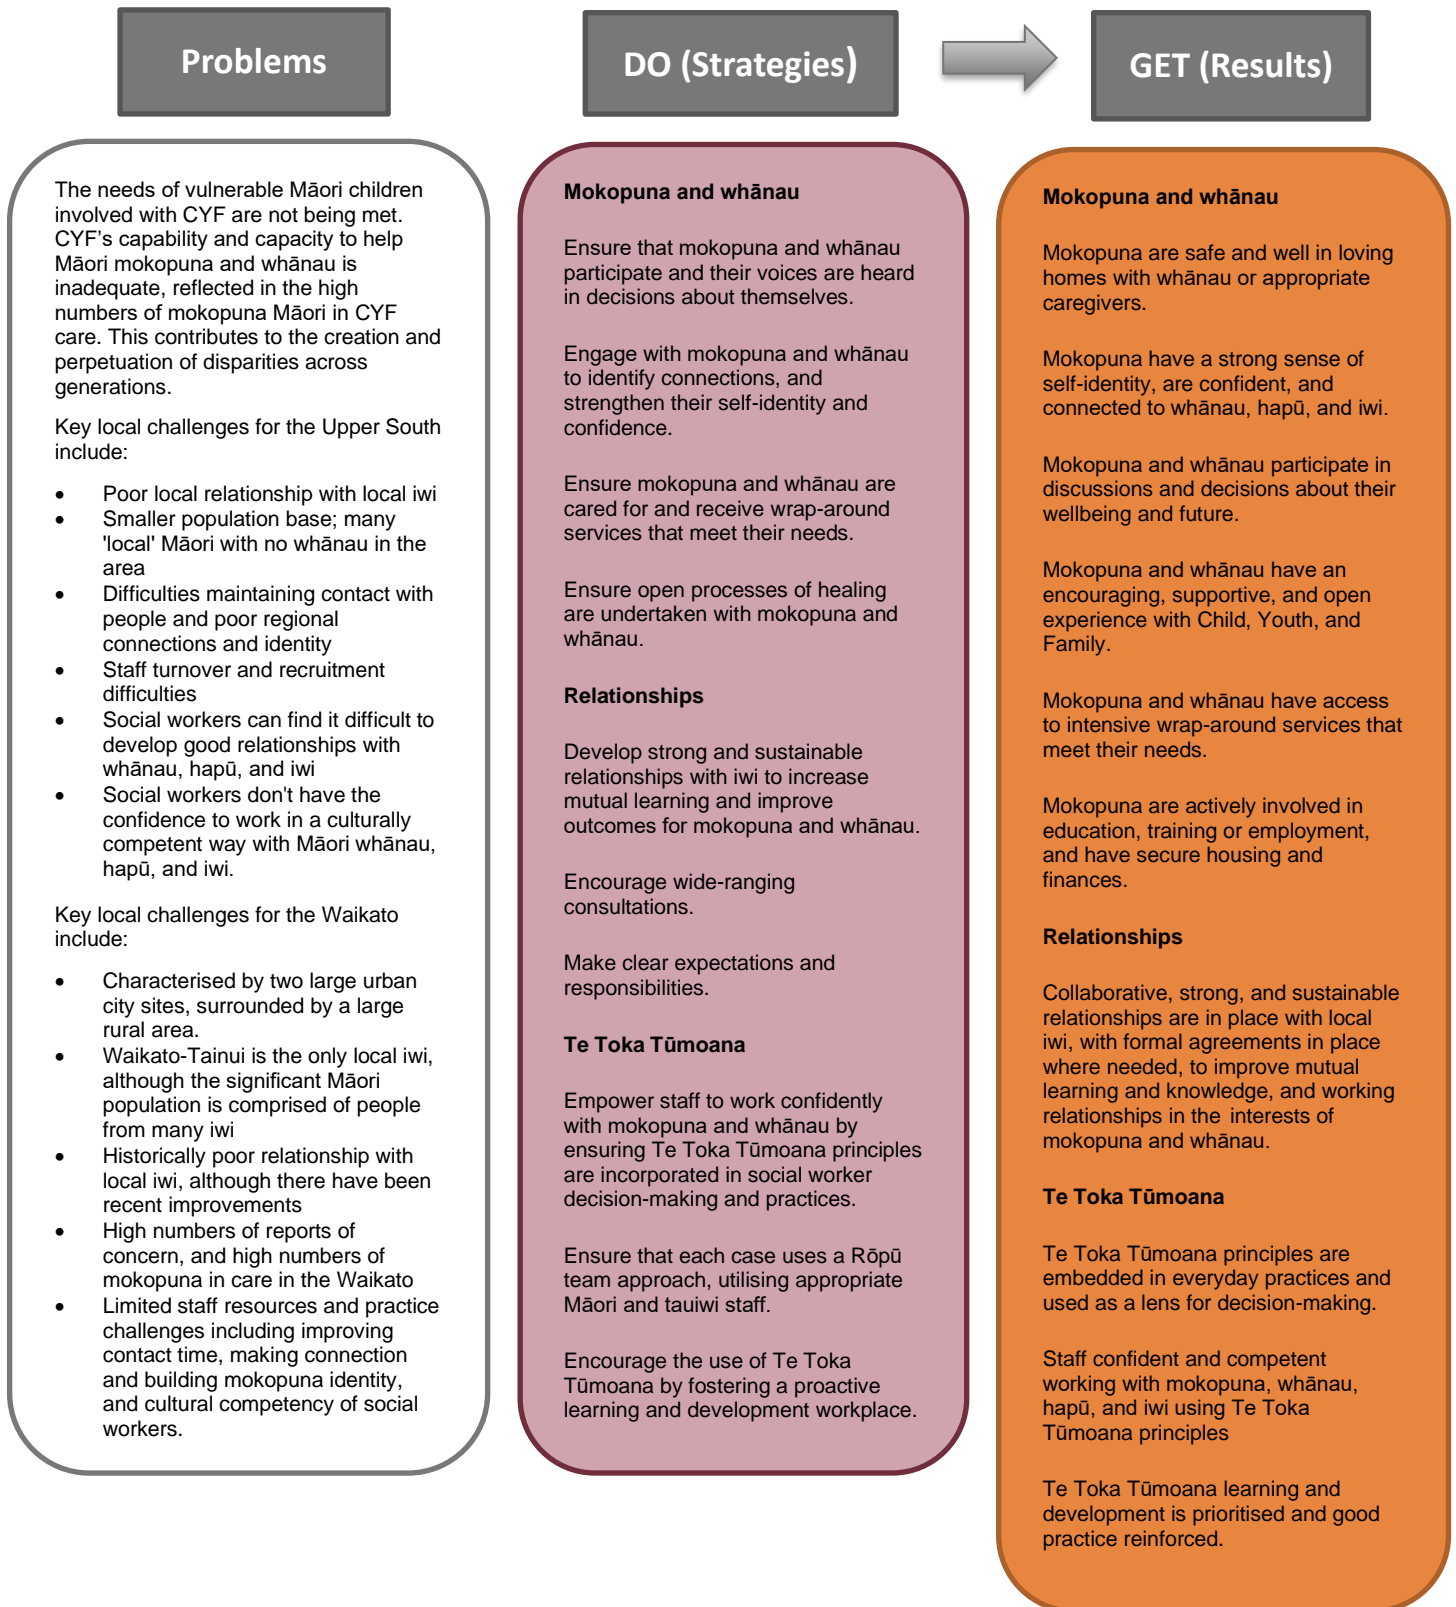 Problems
The needs of vulnerable Māori children
involved with CYF are not being met.
CYF's capability and capacity to help
Māori mokopuna and whānau is
inadequate, reflected in the high
numbers of mokopuna Māori in CYF
care. This contributes to the creation and
perpetuation of disparities across
generations.
Key local challenges for the Upper South
include:
• Poor local relationship with local iwi
• Smaller population base; many
'local' Māori with no whānau in the
area
• Difficulties maintaining contact with
people and poor regional
connections and identity
• Staff turnover and recruitment
difficulties
• Social workers can find it difficult to
develop good relationships with
whānau, hapū, and iwi
• Social workers don't have the
confidence to work in a culturally
competent way with Māori whānau,
hapū, and iwi.
Key local challenges for the Waikato
include:
• Characterised by two large urban
city sites, surrounded by a large
rural area.
• Waikato-Tainui is the only local iwi,
although the significant Māori
population is comprised of people
from many iwi
• Historically poor relationship with
local iwi, although there have been
recent improvements
• High numbers of reports of
concern, and high numbers of
mokopuna in care in the Waikato
• Limited staff resources and practice
challenges including improving
contact time, making connection
and building mokopuna identity,
and cultural competency of social
workers.
DO (Strategies)
Mokopuna and whānau
Ensure that mokopuna and whānau
participate and their voices are heard
in decisions about themselves.
Engage with mokopuna and whānau
to identify connections, and
strengthen their self-identity and
confidence.
Ensure mokopuna and whānau are
cared for and receive wrap-around
services that meet their needs.
Ensure open processes of healing
are undertaken with mokopuna and
whānau.
Relationships
Develop strong and sustainable
relationships with iwi to increase
mutual learning and improve
outcomes for mokopuna and whānau.
Encourage wide-ranging
consultations.
Make clear expectations and
responsibilities.
Te Toka Tūmoana
Empower staff to work confidently
with mokopuna and whānau by
ensuring Te Toka Tūmoana principles
are incorporated in social worker
decision-making and practices.
Ensure that each case uses a Rōpū
team approach, utilising appropriate
Māori and tauiwi staff.
Encourage the use of Te Toka
Tūmoana by fostering a proactive
learning and development workplace.
GET (Results)
Mokopuna and whānau
Mokopuna are safe and well in loving
homes with whānau or appropriate
caregivers.
Mokopuna have a strong sense of
self-identity, are confident, and
connected to whānau, hapū, and iwi.
Mokopuna and whānau participate in
discussions and decisions about their
wellbeing and future.
Mokopuna and whānau have an
encouraging, supportive, and open
experience with Child, Youth, and
Family.
Mokopuna and whānau have access
to intensive wrap-around services that
meet their needs.
Mokopuna are actively involved in
education, training or employment,
and have secure housing and
finances.
Relationships
Collaborative, strong, and sustainable
relationships are in place with local
iwi, with formal agreements in place
where needed, to improve mutual
learning and knowledge, and working
relationships in the interests of
mokopuna and whānau.
Te Toka Tūmoana
Te Toka Tūmoana principles are
embedded in everyday practices and
used as a lens for decision-making.
Staff confident and competent
working with mokopuna, whānau,
hapū, and iwi using Te Toka
Tūmoana principles
Te Toka Tūmoana learning and
development is prioritised and good
practice reinforced.